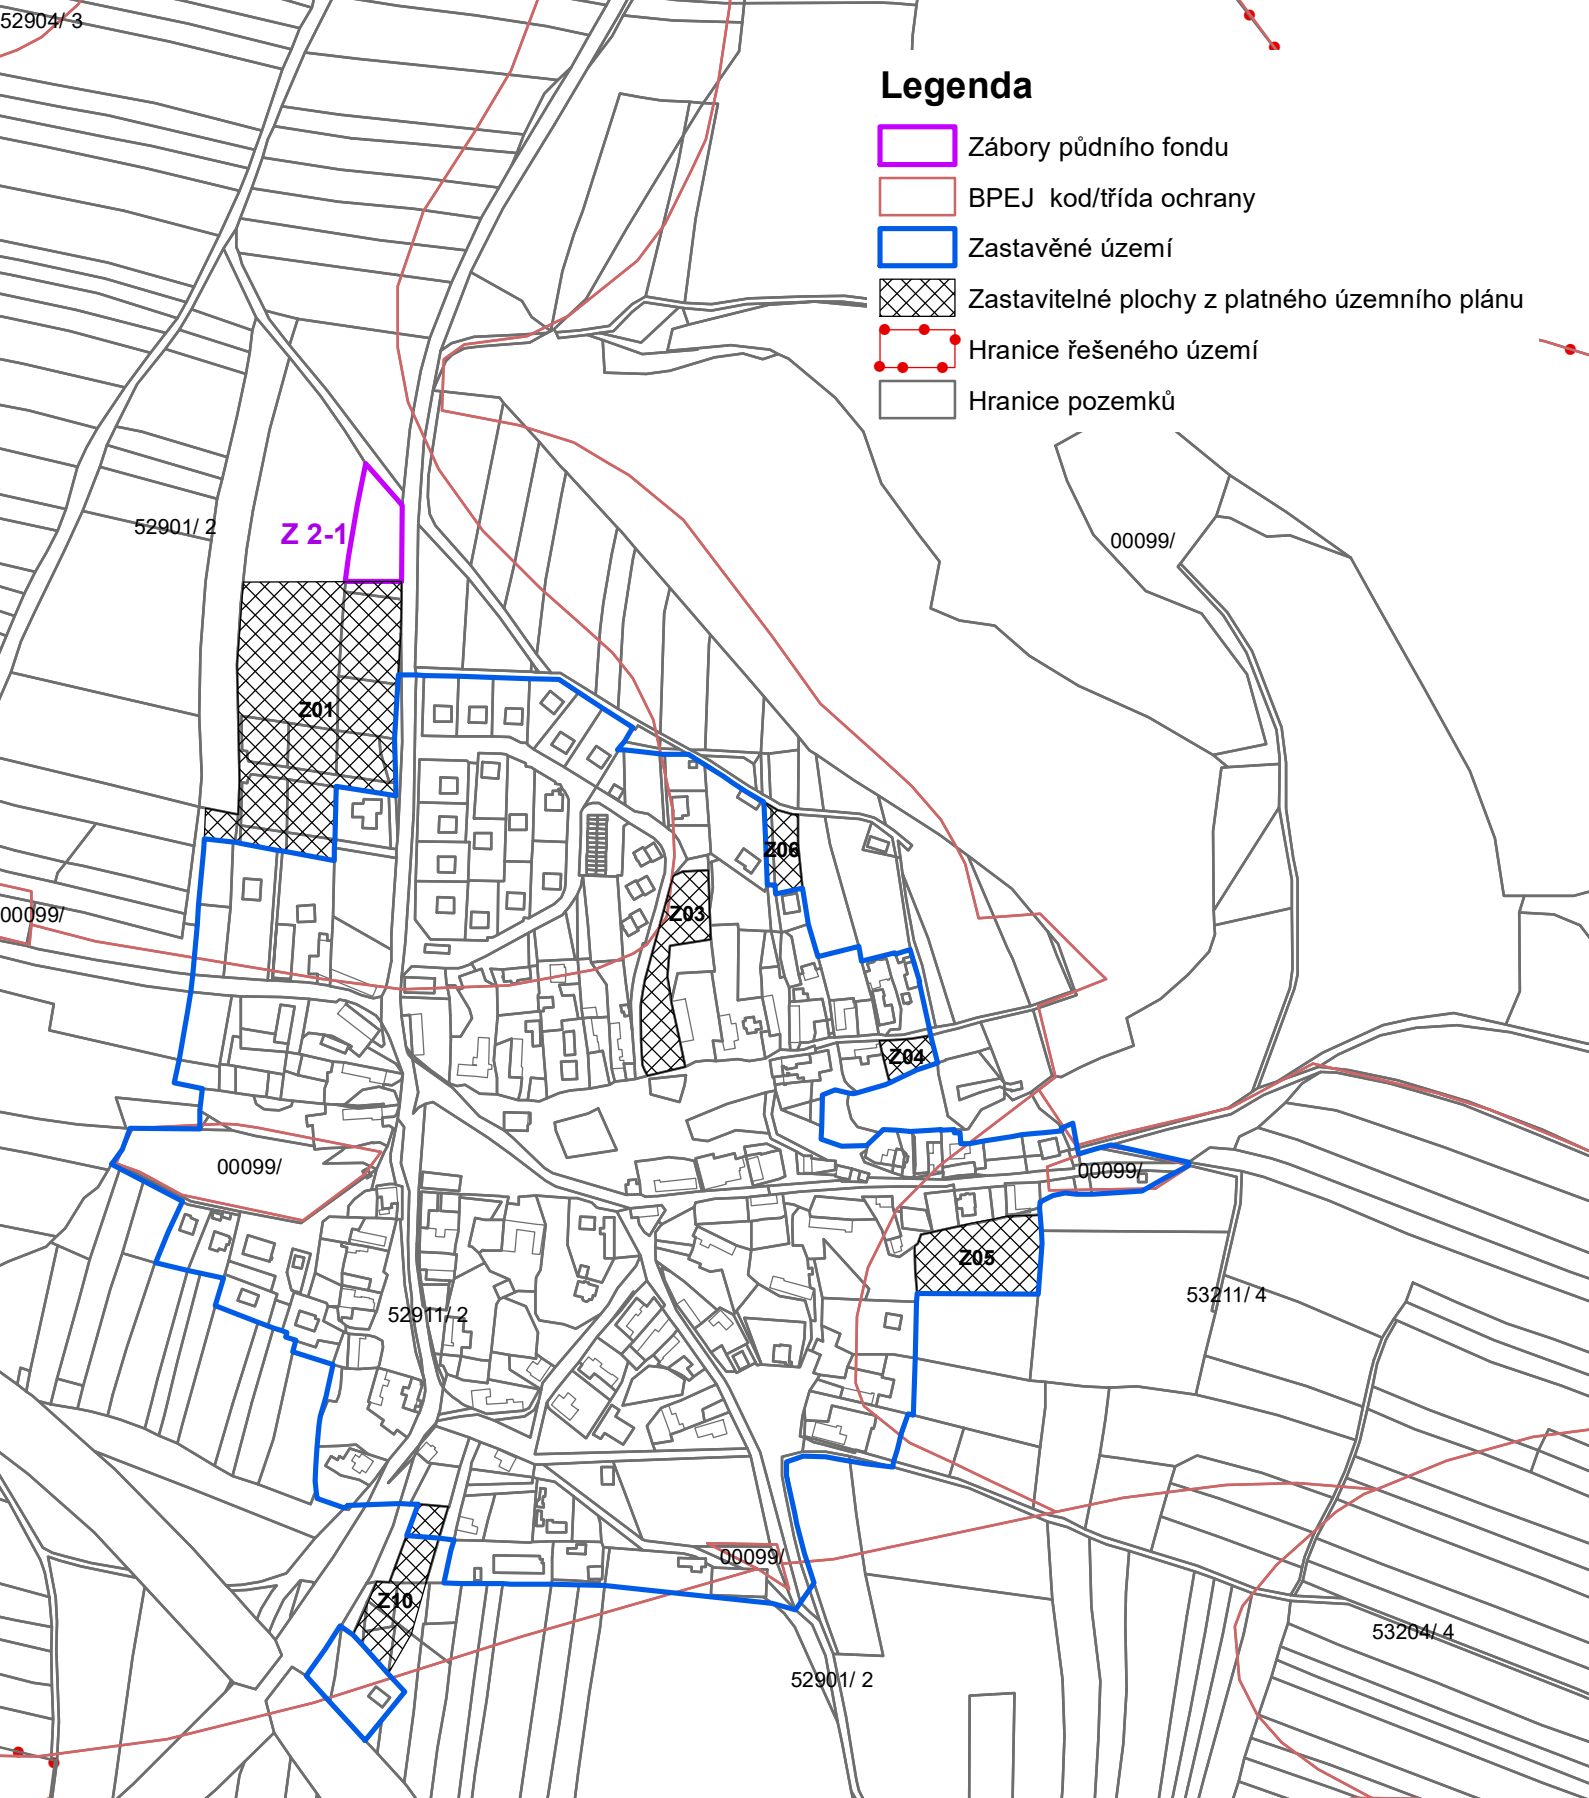 52904/ 3
Legenda
Zábory půdního fondu
BPEJ  kod/třída ochrany
Zastavěné území
Zastavitelné plochy z platného územního plánu
Hranice řešeného území
Hranice pozemků
52901/ 2
Z 2-1
00099/
Z01
Z06
00099/
Z03
Z04
00099/
00099/
Z05
53211/ 4
52911/ 2
00099/
Z10
53204/ 4
52901/ 2